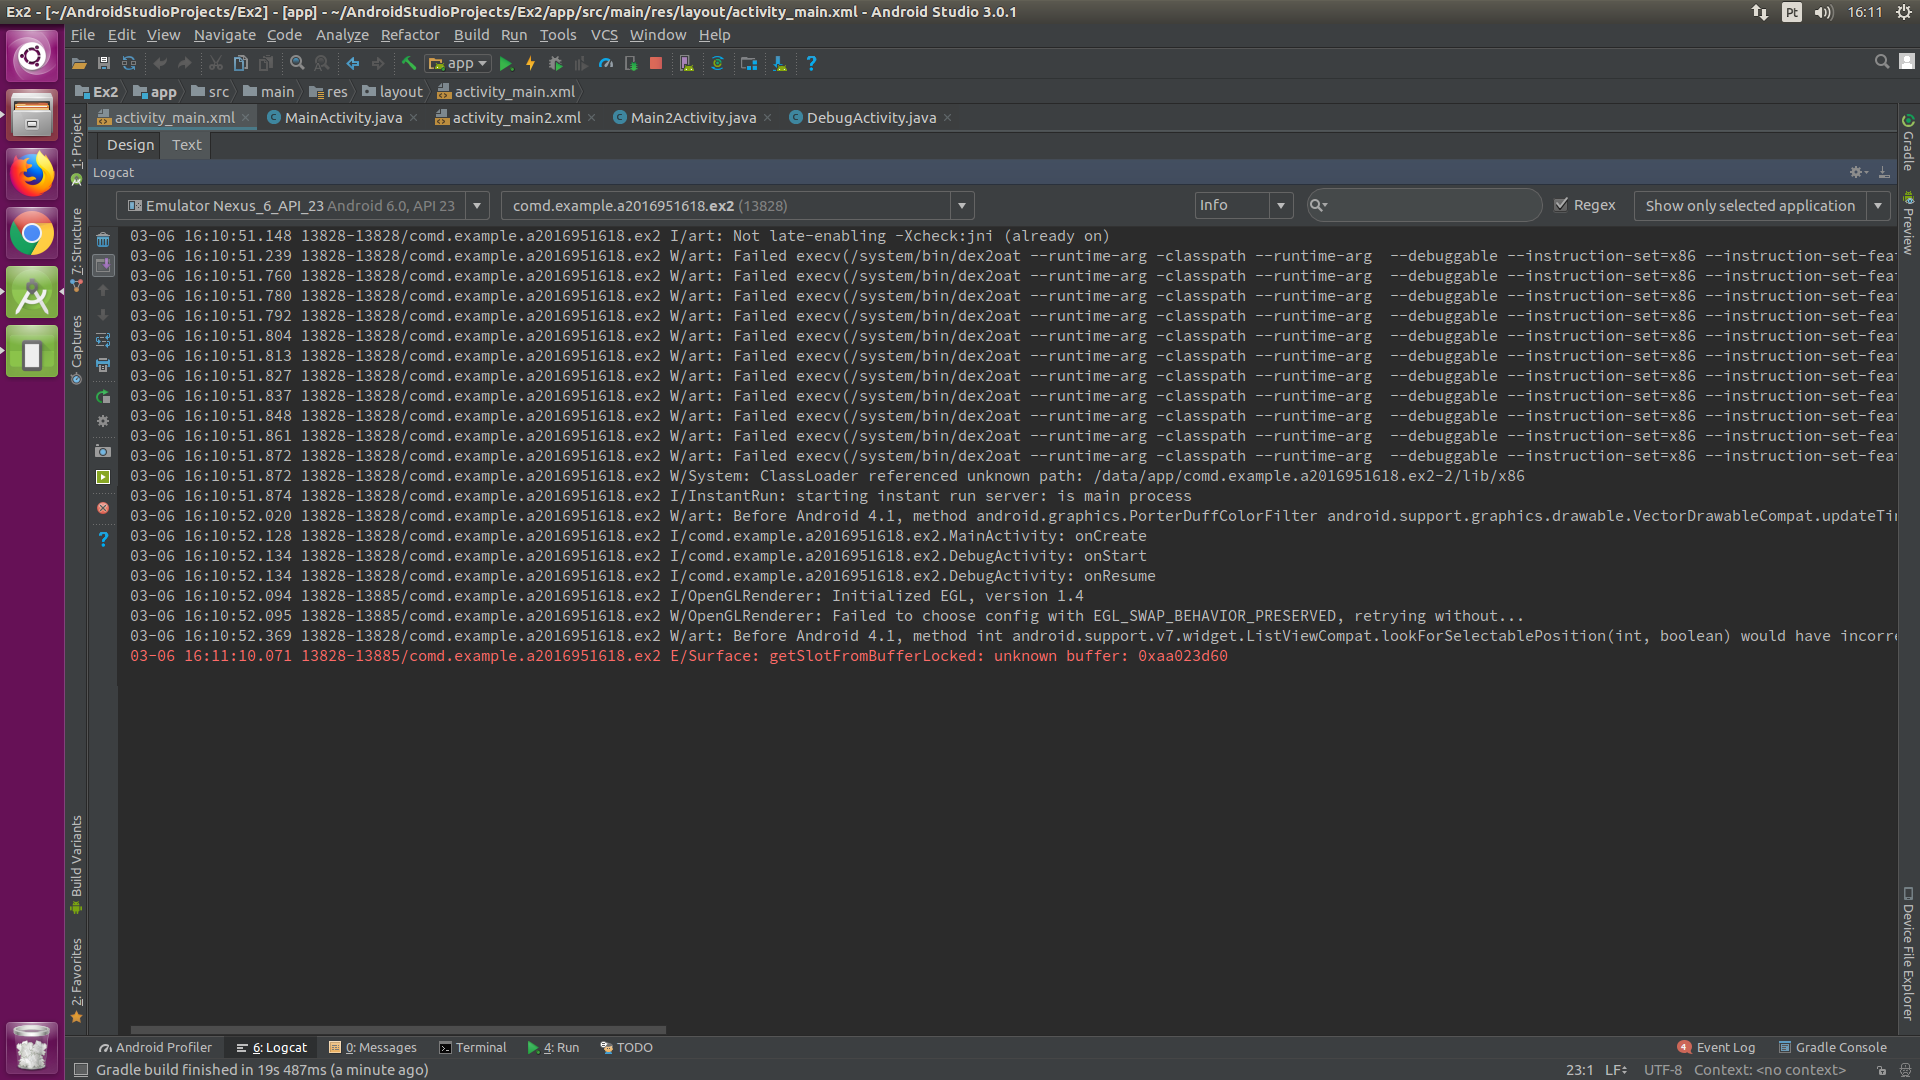 Ex2 - [~/AndroidStudioProjects/Ex2] - [app] - ~/AndroidStudioProjects/Ex2/app/src/main/res/layout/activity_main.xml - Android Studio 3.0.1
Pt 16:11
File Edit View Navigate Code Analyze Refactor Build Run Tools VCS Window Help
app
Ex2 app src main res layout activity_main.xml
activity_main.xml MainActivity.java activity_main2.xml Main2Activity.java DebugActivity.java
Design Text
Logcat
Emulator Nexus_6_API_23 Android 6.0, API 23 comd.example.a2016951618.ex2 (13828) Info Regex Show only selected application
03-06 16:10:51.148 13828-13828/comd.example.a2016951618.ex2 I/art: Not late-enabling -Xcheck:jni (already on)
03-06 16:10:51.239 13828-13828/comd.example.a2016951618.ex2 W/art: Failed execv(/system/bin/dex2oat --runtime-arg -classpath --runtime-arg  --debuggable --instruction-set=x86 --instruction-set-feat
03-06 16:10:51.760 13828-13828/comd.example.a2016951618.ex2 W/art: Failed execv(/system/bin/dex2oat --runtime-arg -classpath --runtime-arg  --debuggable --instruction-set=x86 --instruction-set-feat
03-06 16:10:51.780 13828-13828/comd.example.a2016951618.ex2 W/art: Failed execv(/system/bin/dex2oat --runtime-arg -classpath --runtime-arg  --debuggable --instruction-set=x86 --instruction-set-feat
03-06 16:10:51.792 13828-13828/comd.example.a2016951618.ex2 W/art: Failed execv(/system/bin/dex2oat --runtime-arg -classpath --runtime-arg  --debuggable --instruction-set=x86 --instruction-set-feat
03-06 16:10:51.804 13828-13828/comd.example.a2016951618.ex2 W/art: Failed execv(/system/bin/dex2oat --runtime-arg -classpath --runtime-arg  --debuggable --instruction-set=x86 --instruction-set-feat
03-06 16:10:51.813 13828-13828/comd.example.a2016951618.ex2 W/art: Failed execv(/system/bin/dex2oat --runtime-arg -classpath --runtime-arg  --debuggable --instruction-set=x86 --instruction-set-feat
03-06 16:10:51.827 13828-13828/comd.example.a2016951618.ex2 W/art: Failed execv(/system/bin/dex2oat --runtime-arg -classpath --runtime-arg  --debuggable --instruction-set=x86 --instruction-set-feat
03-06 16:10:51.837 13828-13828/comd.example.a2016951618.ex2 W/art: Failed execv(/system/bin/dex2oat --runtime-arg -classpath --runtime-arg  --debuggable --instruction-set=x86 --instruction-set-feat
03-06 16:10:51.848 13828-13828/comd.example.a2016951618.ex2 W/art: Failed execv(/system/bin/dex2oat --runtime-arg -classpath --runtime-arg  --debuggable --instruction-set=x86 --instruction-set-feat
03-06 16:10:51.861 13828-13828/comd.example.a2016951618.ex2 W/art: Failed execv(/system/bin/dex2oat --runtime-arg -classpath --runtime-arg  --debuggable --instruction-set=x86 --instruction-set-feat
03-06 16:10:51.872 13828-13828/comd.example.a2016951618.ex2 W/art: Failed execv(/system/bin/dex2oat --runtime-arg -classpath --runtime-arg  --debuggable --instruction-set=x86 --instruction-set-feat
03-06 16:10:51.872 13828-13828/comd.example.a2016951618.ex2 W/System: ClassLoader referenced unknown path: /data/app/comd.example.a2016951618.ex2-2/lib/x86
03-06 16:10:51.874 13828-13828/comd.example.a2016951618.ex2 I/InstantRun: starting instant run server: is main process
03-06 16:10:52.020 13828-13828/comd.example.a2016951618.ex2 W/art: Before Android 4.1, method android.graphics.PorterDuffColorFilter android.support.graphics.drawable.VectorDrawableCompat.updateTin
03-06 16:10:52.128 13828-13828/comd.example.a2016951618.ex2 I/comd.example.a2016951618.ex2.MainActivity: onCreate
03-06 16:10:52.134 13828-13828/comd.example.a2016951618.ex2 I/comd.example.a2016951618.ex2.DebugActivity: onStart
03-06 16:10:52.134 13828-13828/comd.example.a2016951618.ex2 I/comd.example.a2016951618.ex2.DebugActivity: onResume
03-06 16:10:52.094 13828-13885/comd.example.a2016951618.ex2 I/OpenGLRenderer: Initialized EGL, version 1.4
03-06 16:10:52.095 13828-13885/comd.example.a2016951618.ex2 W/OpenGLRenderer: Failed to choose config with EGL_SWAP_BEHAVIOR_PRESERVED, retrying without...
03-06 16:10:52.369 13828-13828/comd.example.a2016951618.ex2 W/art: Before Android 4.1, method int android.support.v7.widget.ListViewCompat.lookForSelectablePosition(int, boolean) would have incorre
03-06 16:11:10.071 13828-13885/comd.example.a2016951618.ex2 E/Surface: getSlotFromBufferLocked: unknown buffer: 0xaa023d60
1: Project
7: Structure
Captures
Build Variants
2: Favorites
Gradle
Preview
Device File Explorer
Android Profiler 6: Logcat 0: Messages Terminal 4: Run TODO 4 Event Log Gradle Console
Gradle build finished in 19s 487ms (a minute ago) 23:1 LF UTF-8 Context: <no context>